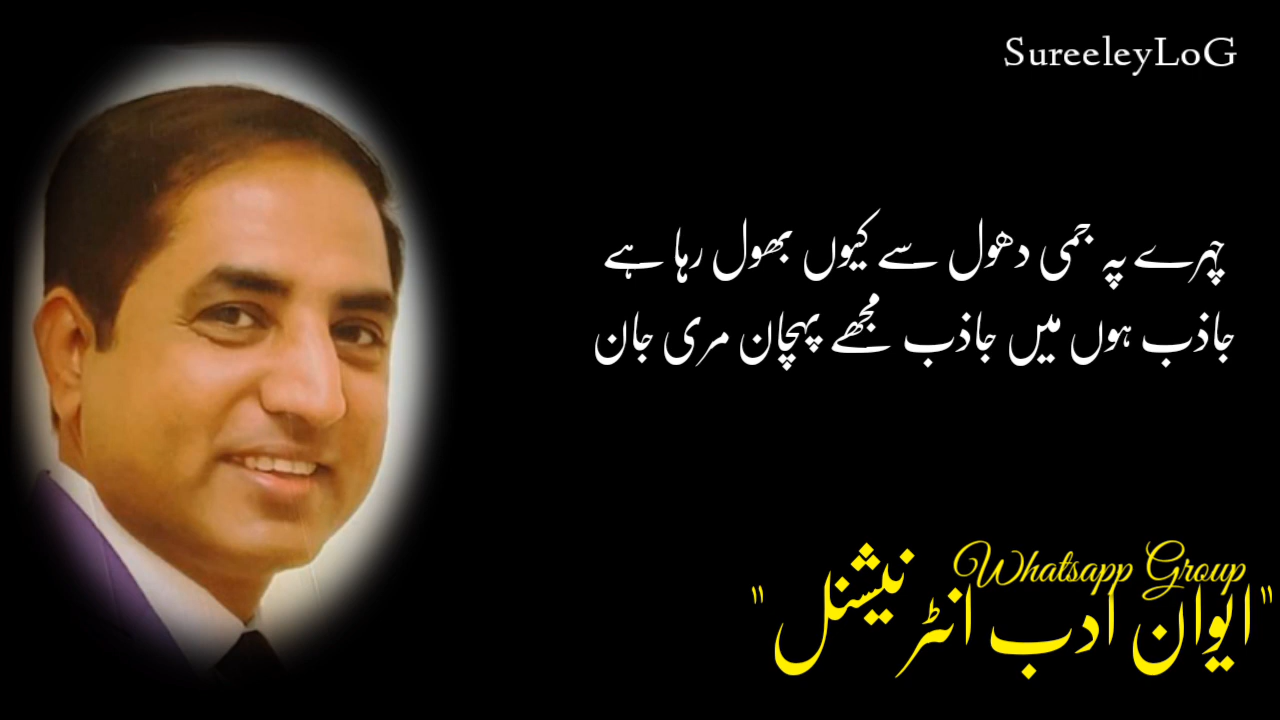 SureeleyLoG
چہرے پہ جمی دھول سے کیوں بھول رہا ہے
جاذب ہوں میں جاذب مجھے پہچان مری جان
Whatsapp Group
"ایوان ادب انٹرنیشنل"